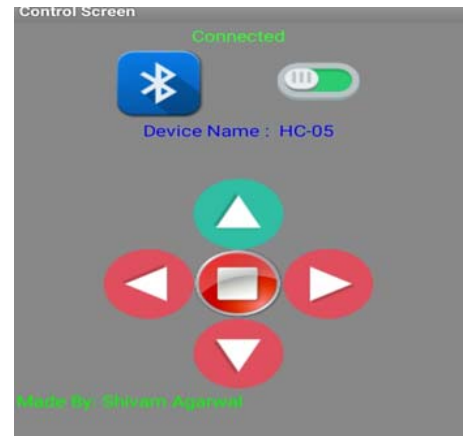 Control Screen
Connected
Device Name : HC-05
Made By: Shivam Agarwal